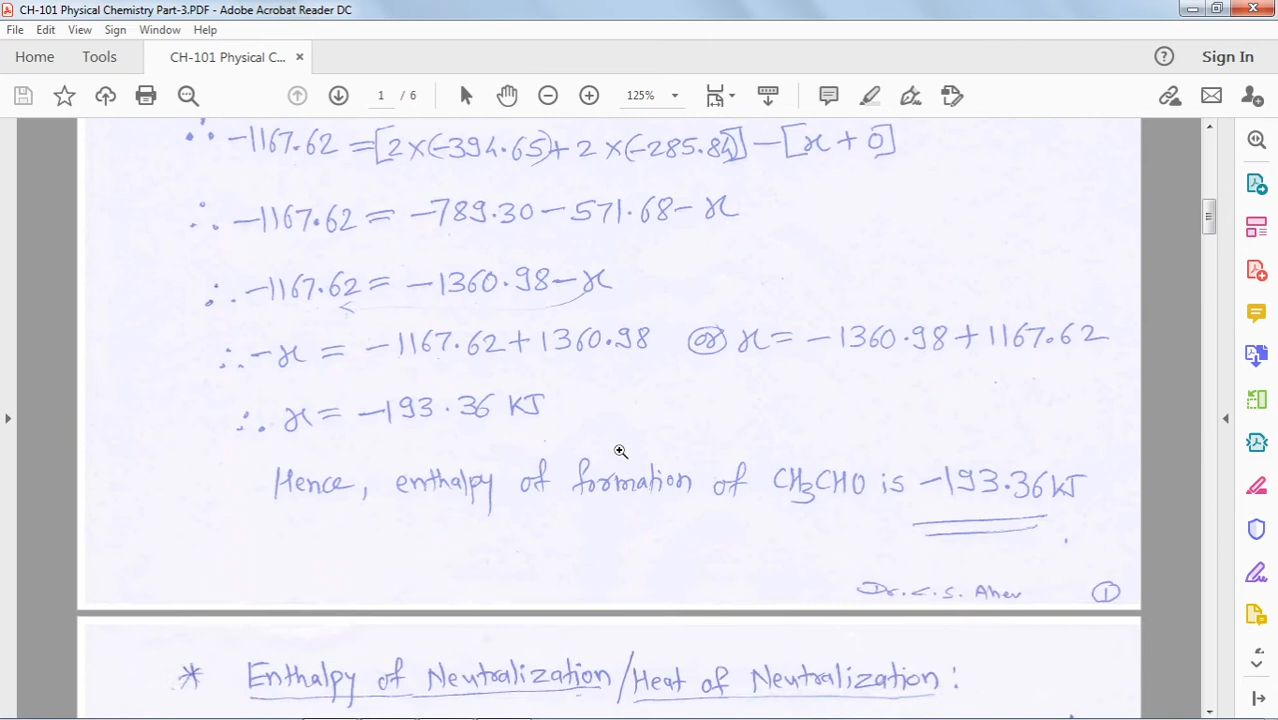 CH-101 Physical Chemistry Part-3.PDF - Adobe Acrobat Reader DC
File Edit View Sign Window Help
Home Tools CH-101 Physical C... × ? Sign In
1 / 6 125%
∴ -1167.62 = [2×(-394.65)+ 2 ×(-285.84)] - [x + 0]
∴ -1167.62 = -789.30 - 571.68 - x
∴ -1167.62 = -1360.98 - x
∴ -x = -1167.62 + 1360.98 or x = -1360.98 + 1167.62
∴ x = -193.36 KJ
Hence, enthalpy of formation of CH₃CHO is -193.36 KJ
.
Dr. S. Aher 1
* Enthalpy of Neutralization/Heat of Neutralization :